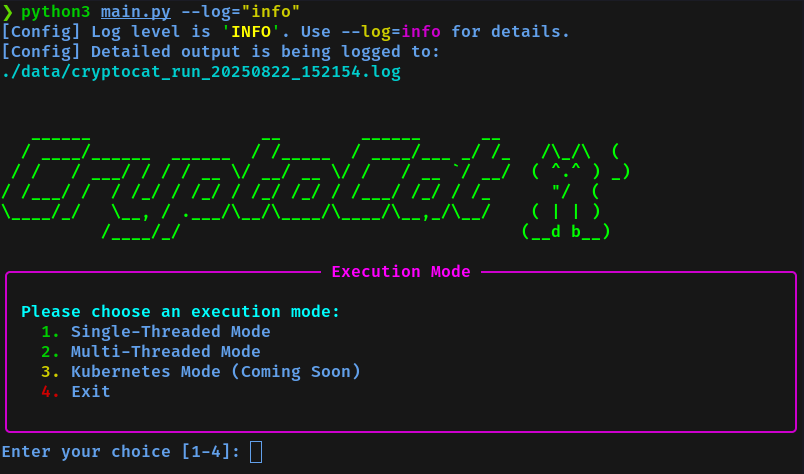 ❯ python3 main.py --log="info"
[Config] Log level is 'INFO'. Use --log=info for details.
[Config] Detailed output is being logged to:
./data/cryptocat_run_20250822_152154.log
CryptoCat
Execution Mode
Please choose an execution mode:
1. Single-Threaded Mode
2. Multi-Threaded Mode
3. Kubernetes Mode (Coming Soon)
4. Exit
Enter your choice [1-4]: